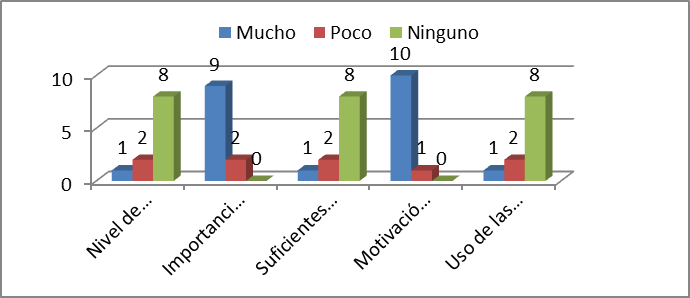 Mucho Poco Ninguno
10
5
0
1 2 8
9 2 0
1 2 8
10 1 0
1 2 8
Nivel de...
Importanci...
Suficientes...
Motivació...
Uso de las...